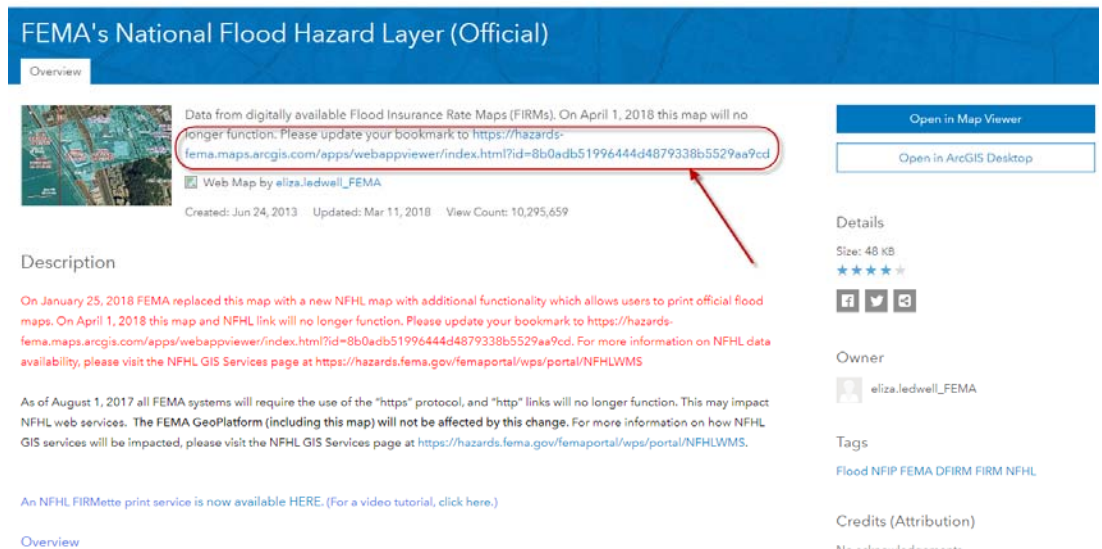 FEMA's National Flood Hazard Layer (Official)
Overview
Data from digitally available Flood Insurance Rate Maps (FIRMs). On April 1, 2018 this map will no
longer function. Please update your bookmark to https://hazards-
fema.maps.arcgis.com/apps/webappviewer/index.html?id=8b0adb51996444d4879338b5529aa9cd
Web Map by eliza.ledwell_FEMA
Created: Jun 24, 2013 Updated: Mar 11, 2018 View Count: 10,295,659
Open in Map Viewer
Open in ArcGIS Desktop
Description
On January 25, 2018 FEMA replaced this map with a new NFHL map with additional functionality which allows users to print official flood
maps. On April 1, 2018 this map and NFHL link will no longer function. Please update your bookmark to https://hazards-
fema.maps.arcgis.com/apps/webappviewer/index.html?id=8b0adb51996444d4879338b5529aa9cd. For more information on NFHL data
availability, please visit the NFHL GIS Services page at https://hazards.fema.gov/femaportal/wps/portal/NFHLWMS
As of August 1, 2017 all FEMA systems will require the use of the "https" protocol, and "http" links will no longer function. This may impact
NFHL web services. The FEMA GeoPlatform (including this map) will not be affected by this change. For more information on how NFHL
GIS services will be impacted, please visit the NFHL GIS Services page at https://hazards.fema.gov/femaportal/wps/portal/NFHLWMS.
An NFHL FIRMette print service is now available HERE. (For a video tutorial, click here.)
Overview
Details
Size: 48 KB
Owner
eliza.ledwell_FEMA
Tags
Flood NFIP FEMA DFIRM FIRM NFHL
Credits (Attribution)